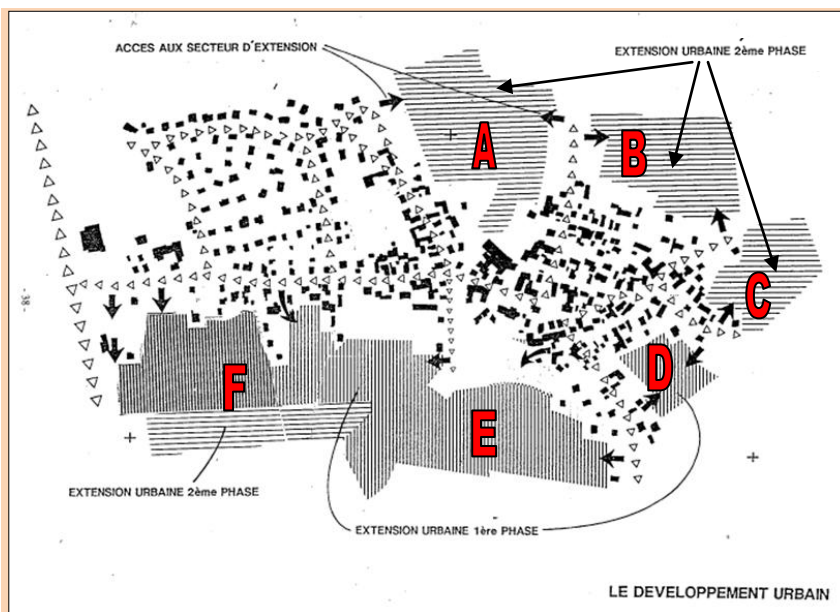 ACCES AUX SECTEUR D'EXTENSION
EXTENSION URBAINE 2ème PHASE
A
B
C
- 38 -
D
F
E
EXTENSION URBAINE 2ème PHASE
EXTENSION URBAINE 1ère PHASE
LE DEVELOPPEMENT URBAIN